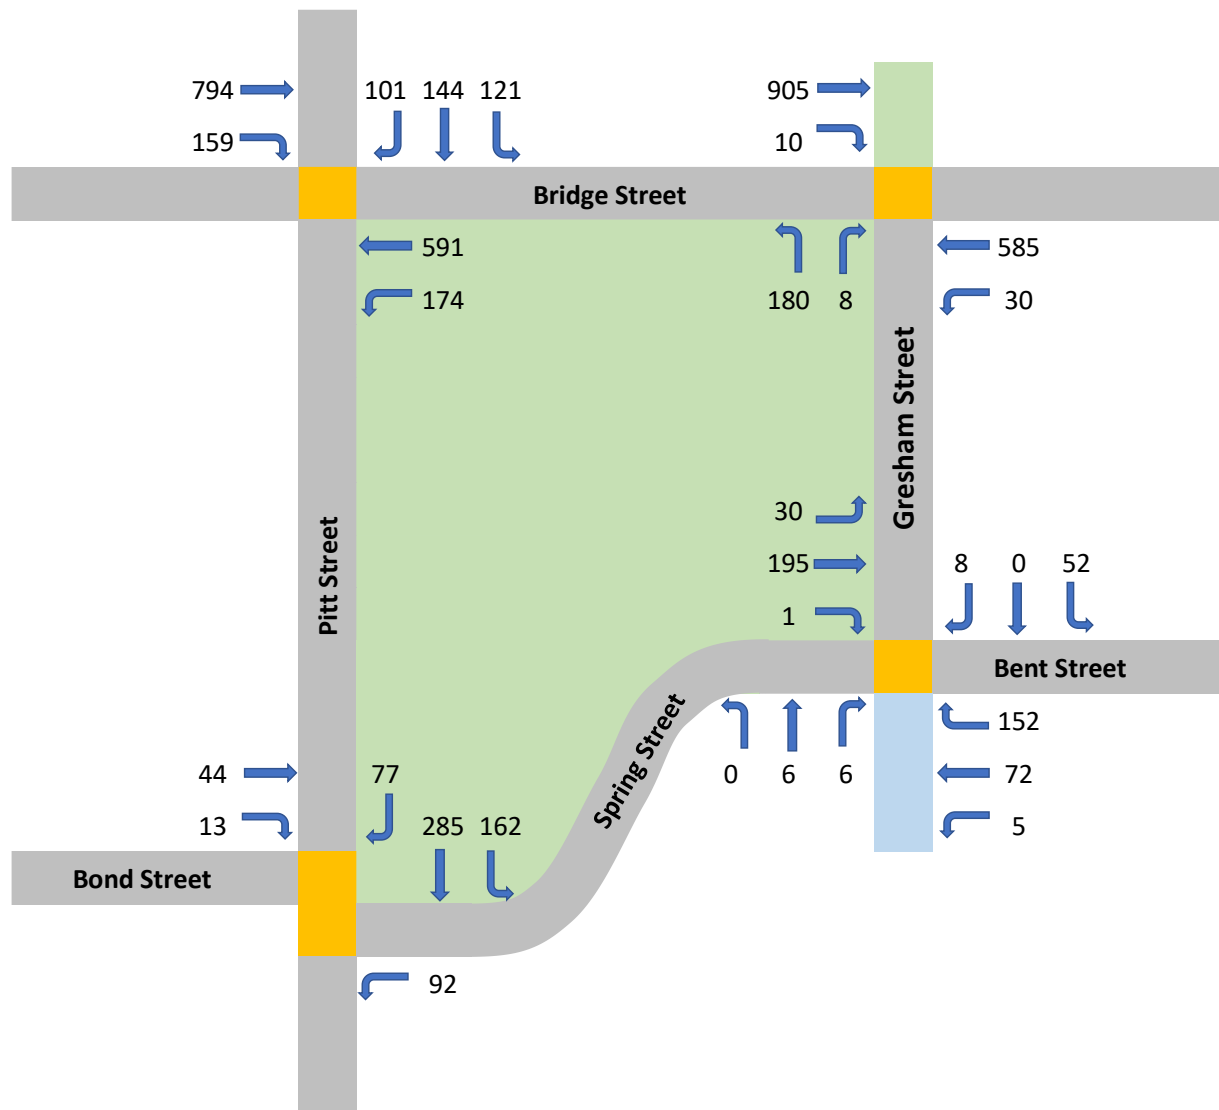 794
101 144 121
905
159
10
Bridge Street
591
585
174
180 8
30
Gresham Street
30
Pitt Street
195
8 0 52
1
Bent Street
152
Spring Street
44
77
0 6 6
72
13
285 162
5
Bond Street
92